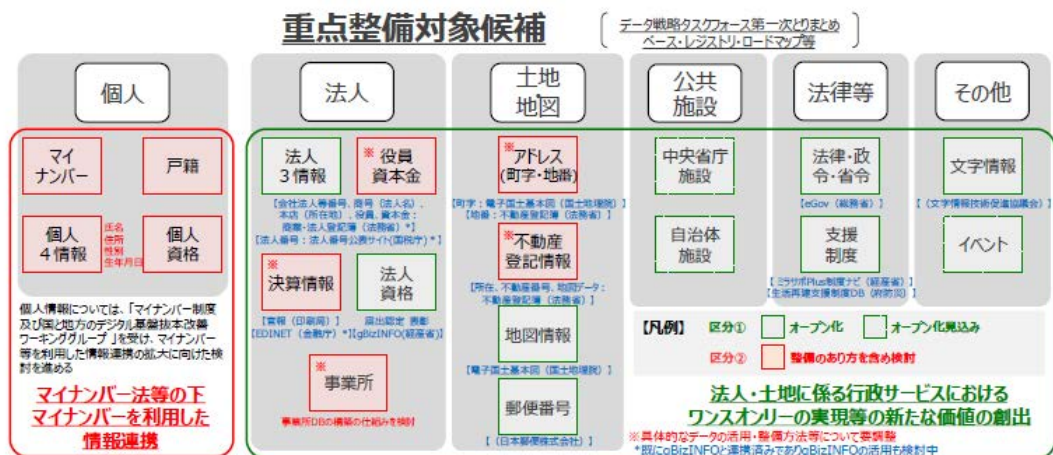 重点整備対象候補
データ戦略タスクフォース第一次とりまとめ
ベース・レジストリ・ロードマップ等
個人
マイ
ナンバー
戸籍
個人
4情報
氏名
住所
性別
生年月日
個人
資格
個人情報については、「マイナンバー制度
及び国と地方のデジタル基盤抜本改善
ワーキンググループ」を受け、マイナンバー
等を利用した情報連携の拡大に向けた検
討を進める
マイナンバー法等の下
マイナンバーを利用した
情報連携
法人
法人
3情報
※役員
資本金
【会社法人等番号、商号(法人名)、
本店(所在地)、役員、資本金:
商業・法人登記簿(法務省)*】
【法人番号:法人番号公表サイト(国税庁)*】
※
決算情報
法人
資格
【官報(印刷局)】
【EDINET(金融庁)*】
届出認定 表彰
【gBizINFO(経産省)】
※
事業所
事業所DBの構築の仕組みを検討
土地
・
地図
※アドレス
(町字・地番)
【町字:電子国土基本図(国土地理院)】
【地番:不動産登記簿(法務省)】
※不動産
登記情報
【所在、不動産番号、地図データ:
不動産登記簿(法務省)】
地図情報
【電子国土基本図(国土地理院)】
郵便番号
【(日本郵便株式会社)】
公共
施設
中央省庁
施設
自治体
施設
法律等
法律・政
令・省令
【eGov(総務省)】
支援
制度
【ミラサポPlus制度ナビ(経産省)】
【生活再建支援制度DB(府防災)】
その他
文字情報
【(文字情報技術促進協議会)】
イベント
【凡例】 区分① オープン化 オープン化見込み
区分② 整備のあり方を含め検討
法人・土地に係る行政サービスにおける
ワンスオンリーの実現等の新たな価値の創出
※具体的なデータの活用・整備方法等について要調整
*既にgBizINFOと連携済みでありgBizINFOの活用も検討中